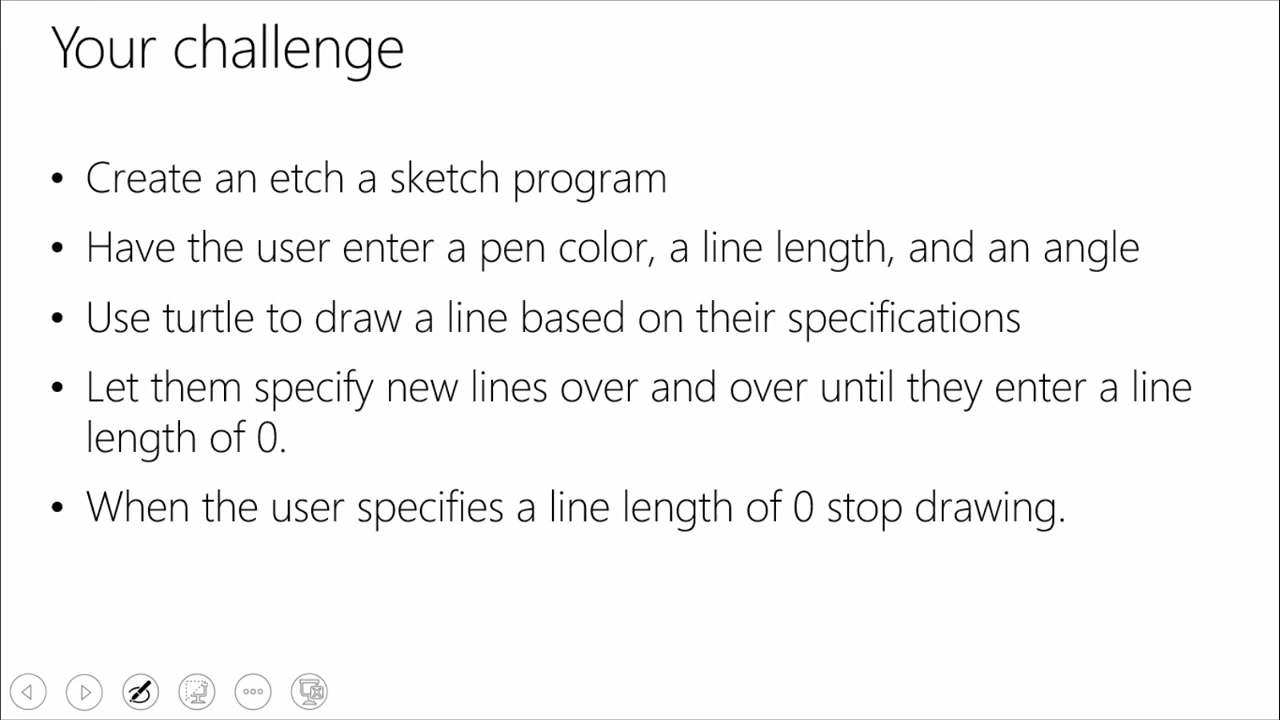 Your challenge
• Create an etch a sketch program
• Have the user enter a pen color, a line length, and an angle
• Use turtle to draw a line based on their specifications
• Let them specify new lines over and over until they enter a line
length of 0.
• When the user specifies a line length of 0 stop drawing.